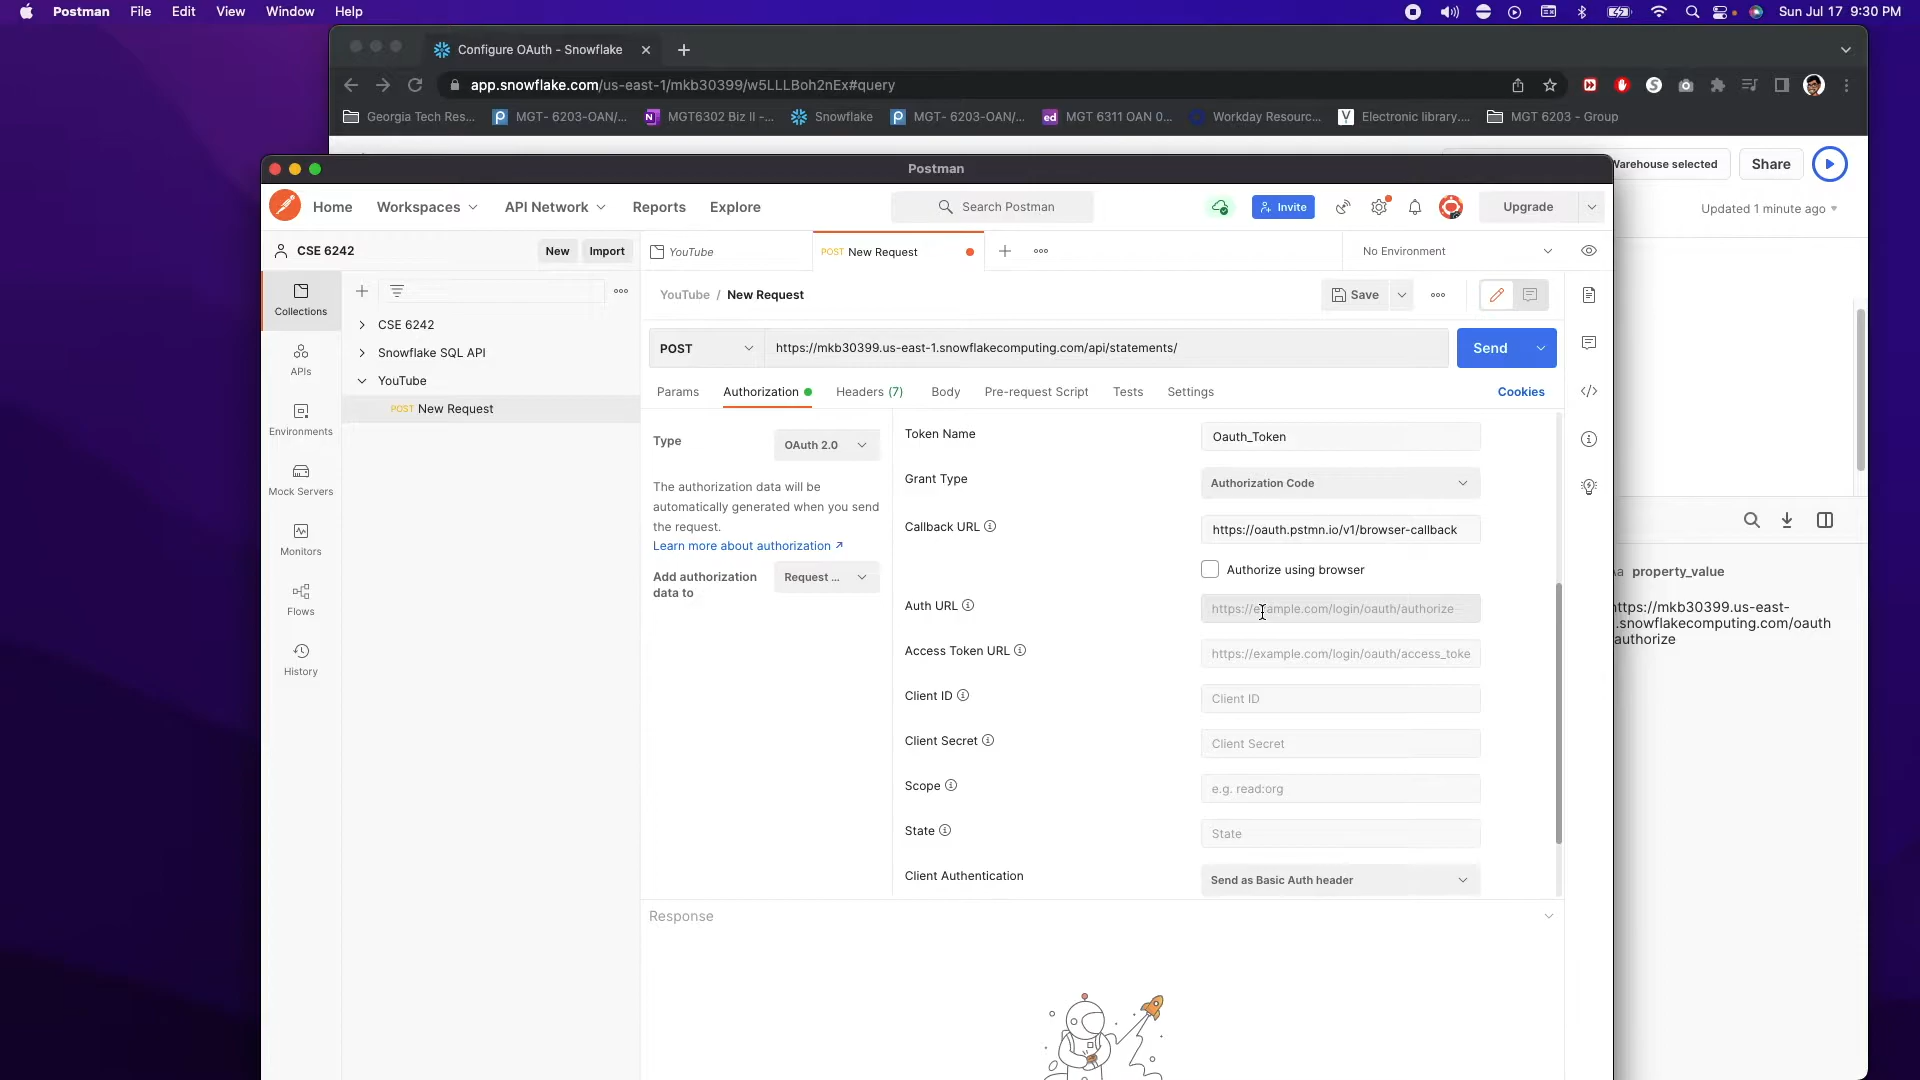 Postman File Edit View Window Help
Sun Jul 17 9:30 PM
Configure OAuth - Snowflake
app.snowflake.com/us-east-1/mkb30399/w5LLLBoh2nEx#query
Georgia Tech Res... MGT- 6203-OAN/... MGT6302 Biz II -... Snowflake MGT- 6203-OAN/... MGT 6311 OAN 0... Workday Resourc... Electronic library.... MGT 6203 - Group
Postman
Warehouse selected
Share
Home Workspaces API Network Reports Explore
Search Postman
Invite
Upgrade
Updated 1 minute ago
CSE 6242
New Import
YouTube
POST New Request
No Environment
Collections
CSE 6242
Snowflake SQL API
YouTube
POST New Request
APIs
Environments
Mock Servers
Monitors
Flows
History
YouTube / New Request
Save
POST
https://mkb30399.us-east-1.snowflakecomputing.com/api/statements/
Send
Params Authorization Headers (7) Body Pre-request Script Tests Settings
Cookies
Type
OAuth 2.0
The authorization data will be
automatically generated when you send
the request.
Learn more about authorization ↗
Add authorization
data to
Request ...
Token Name
Oauth_Token
Grant Type
Authorization Code
Callback URL
https://oauth.pstmn.io/v1/browser-callback
Authorize using browser
Auth URL
https://example.com/login/oauth/authorize
Access Token URL
https://example.com/login/oauth/access_toke
Client ID
Client ID
Client Secret
Client Secret
Scope
e.g. read:org
State
State
Client Authentication
Send as Basic Auth header
Response
property_value
https://mkb30399.us-east-
.snowflakecomputing.com/oauth
authorize